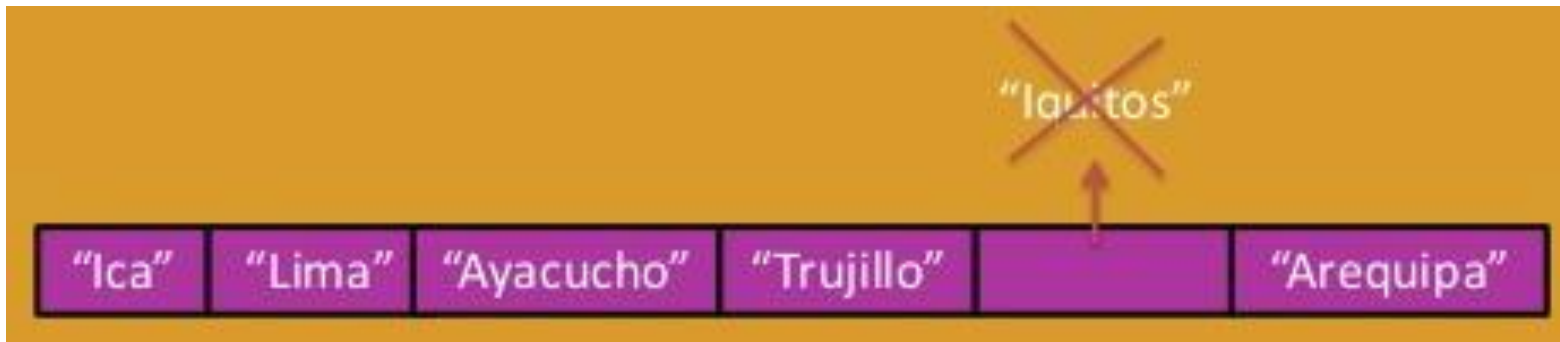 “Iquitos”
“Ica” “Lima” “Ayacucho” “Trujillo” “Arequipa”